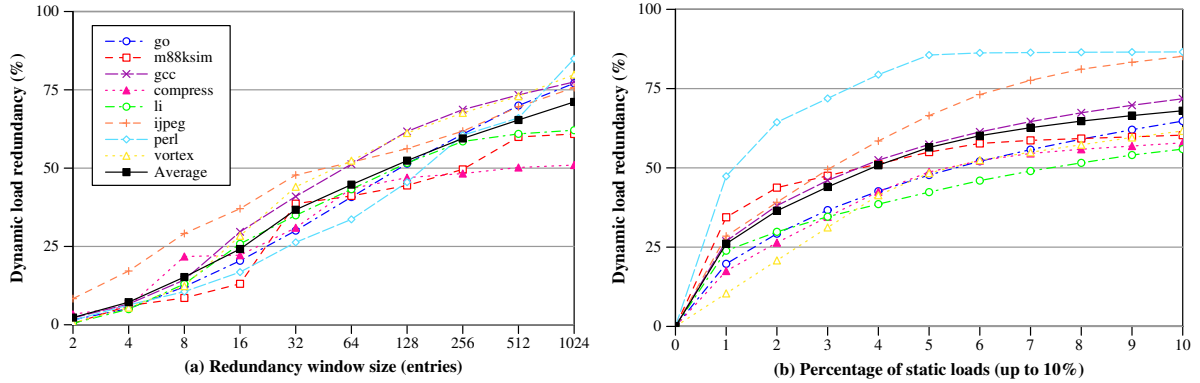 Dynamic load redundancy (%)
100
75
50
25
0
go
m88ksim
gcc
compress
li
ijpeg
perl
vortex
Average
2 4 8 16 32 64 128 256 512 1024
(a) Redundancy window size (entries)
Dynamic load redundancy (%)
100
75
50
25
0
0 1 2 3 4 5 6 7 8 9 10
(b) Percentage of static loads (up to 10%)